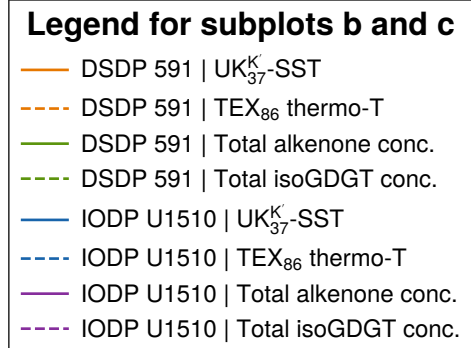 Legend for subplots b and c
DSDP 591 | UK₃₇ᴷ′-SST
DSDP 591 | TEX₈₆ thermo-T
DSDP 591 | Total alkenone conc.
DSDP 591 | Total isoGDGT conc.
IODP U1510 | UK₃₇ᴷ′-SST
IODP U1510 | TEX₈₆ thermo-T
IODP U1510 | Total alkenone conc.
IODP U1510 | Total isoGDGT conc.